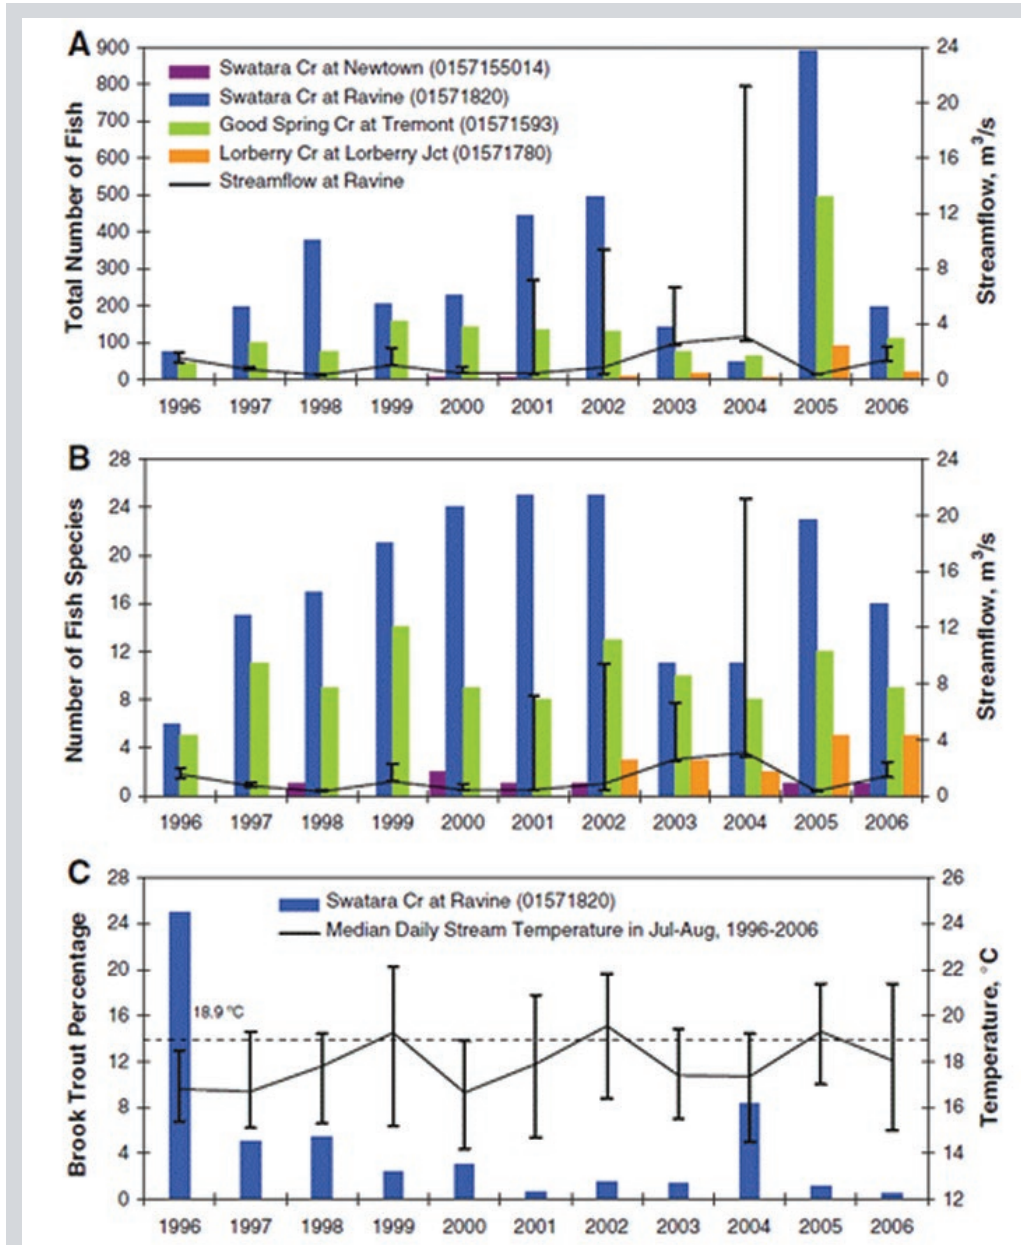 A
Total Number of Fish
900
800
700
600
500
400
300
200
100
0
Swatara Cr at Newtown (0157155014)
Swatara Cr at Ravine (01571820)
Good Spring Cr at Tremont (01571593)
Lorberry Cr at Lorberry Jct (01571780)
Streamflow at Ravine
24
20
16
12
8
4
0
Streamflow, m³/s
1996 1997 1998 1999 2000 2001 2002 2003 2004 2005 2006
B
Number of Fish Species
28
24
20
16
12
8
4
0
24
20
16
12
8
4
0
Streamflow, m³/s
1996 1997 1998 1999 2000 2001 2002 2003 2004 2005 2006
C
Brook Trout Percentage
28
24
20
16
12
8
4
0
Swatara Cr at Ravine (01571820)
Median Daily Stream Temperature in Jul-Aug, 1996-2006
18.9 °C
26
24
22
20
18
16
14
12
Temperature, °C
1996 1997 1998 1999 2000 2001 2002 2003 2004 2005 2006